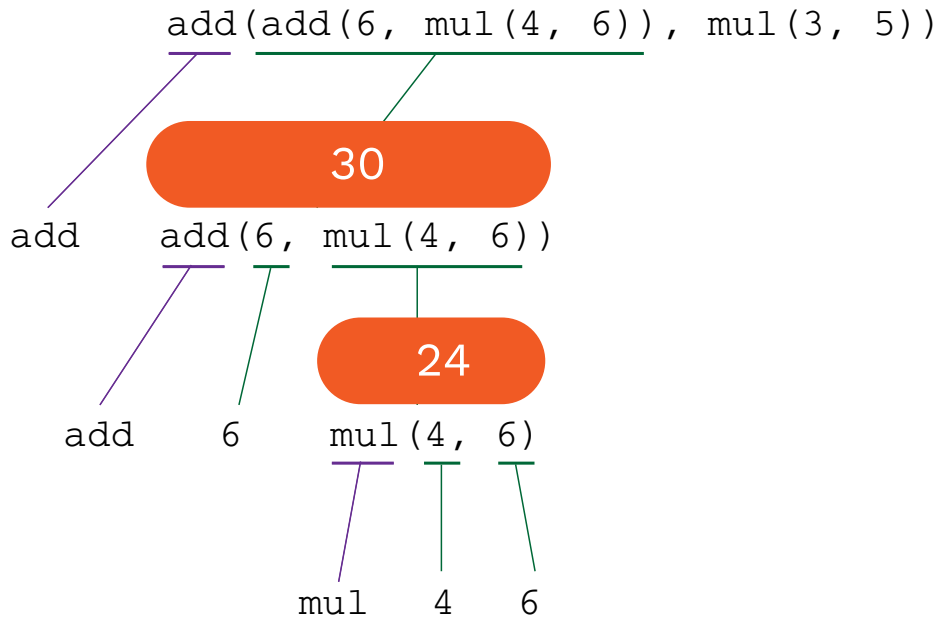 add(add(6, mul(4, 6)), mul(3, 5))
30
add add(6, mul(4, 6))
24
add 6 mul(4, 6)
mul 4 6